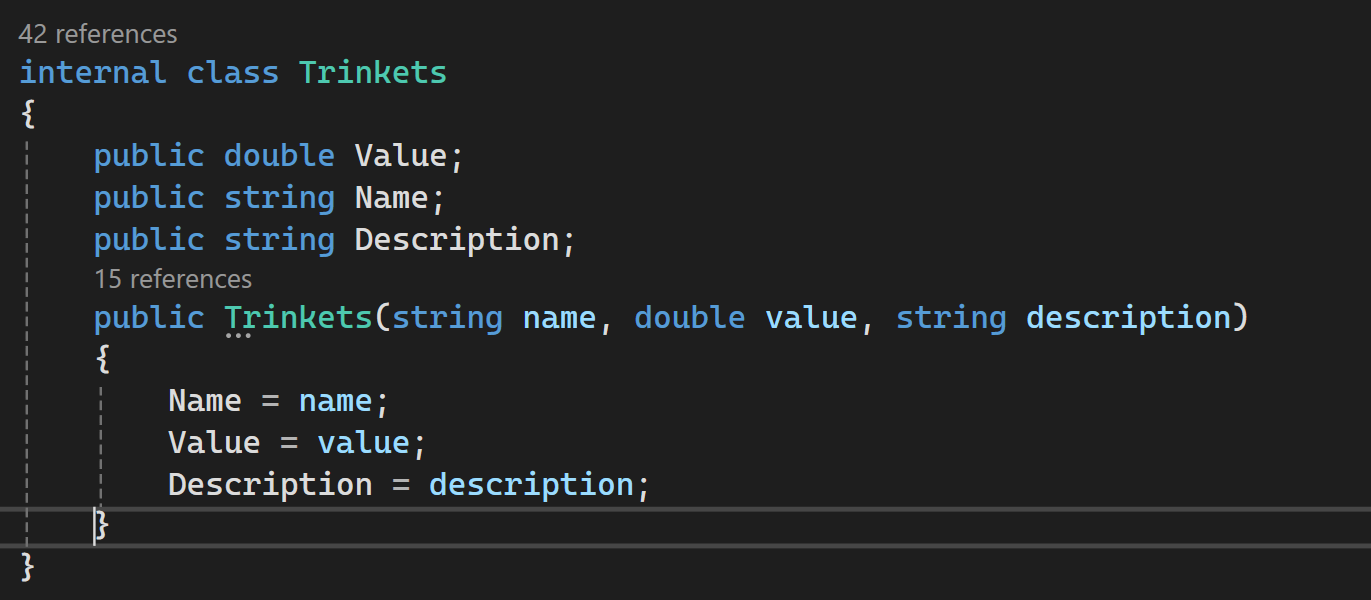 42 references
internal class Trinkets
{
    public double Value;
    public string Name;
    public string Description;
    15 references
    public Trinkets(string name, double value, string description)
    {
        Name = name;
        Value = value;
        Description = description;
    }
}